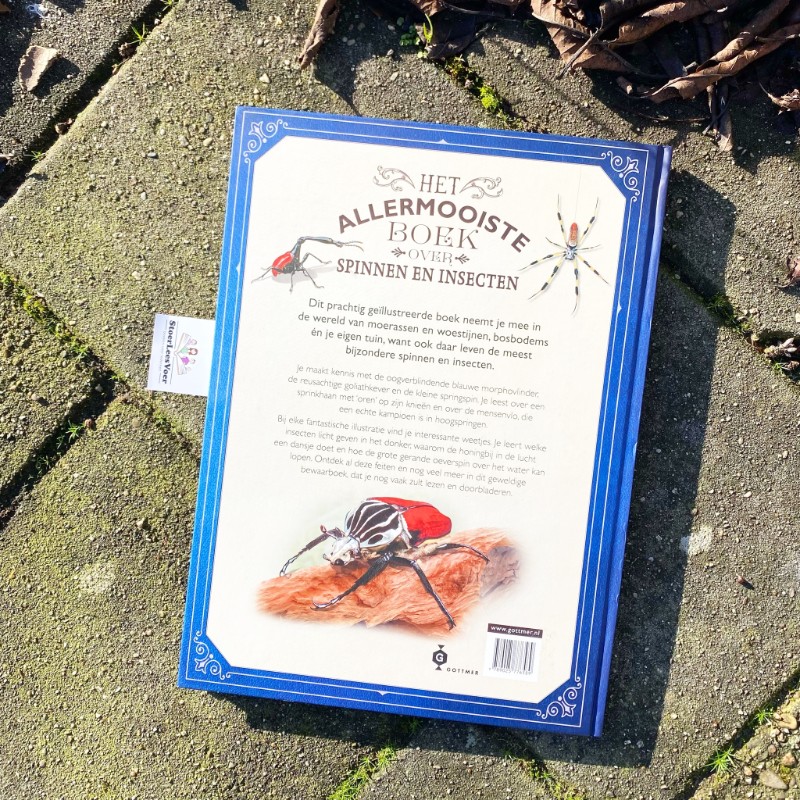 HET
ALLERMOOISTE
BOEK
OVER
SPINNEN EN INSECTEN
Dit prachtig geïllustreerde boek neemt je mee in
de wereld van moerassen en woestijnen, bosbodems
én je eigen tuin, want ook daar leven de meest
bijzondere spinnen en insecten.
Je maakt kennis met de oogverblindende blauwe morphovlinder,
de reusachtige goliathkever en de kleine springspin. Je leest over een
sprinkhaan met 'oren' op zijn knieën en over de mensenvlo, die
een echte kampioen is in hoogspringen.
Bij elke fantastische illustratie vind je interessante weetjes. Je leert welke
insecten licht geven in het donker, waarom de honingbij in de lucht
een dansje doet en hoe de grote gerande oeverspin over het water kan
lopen. Ontdek al deze feiten en nog veel meer in dit geweldige
bewaarboek, dat je nog vaak zult lezen en doorbladeren.
StoerLeesVoer
www.gottmer.nl
G
GOTTMER